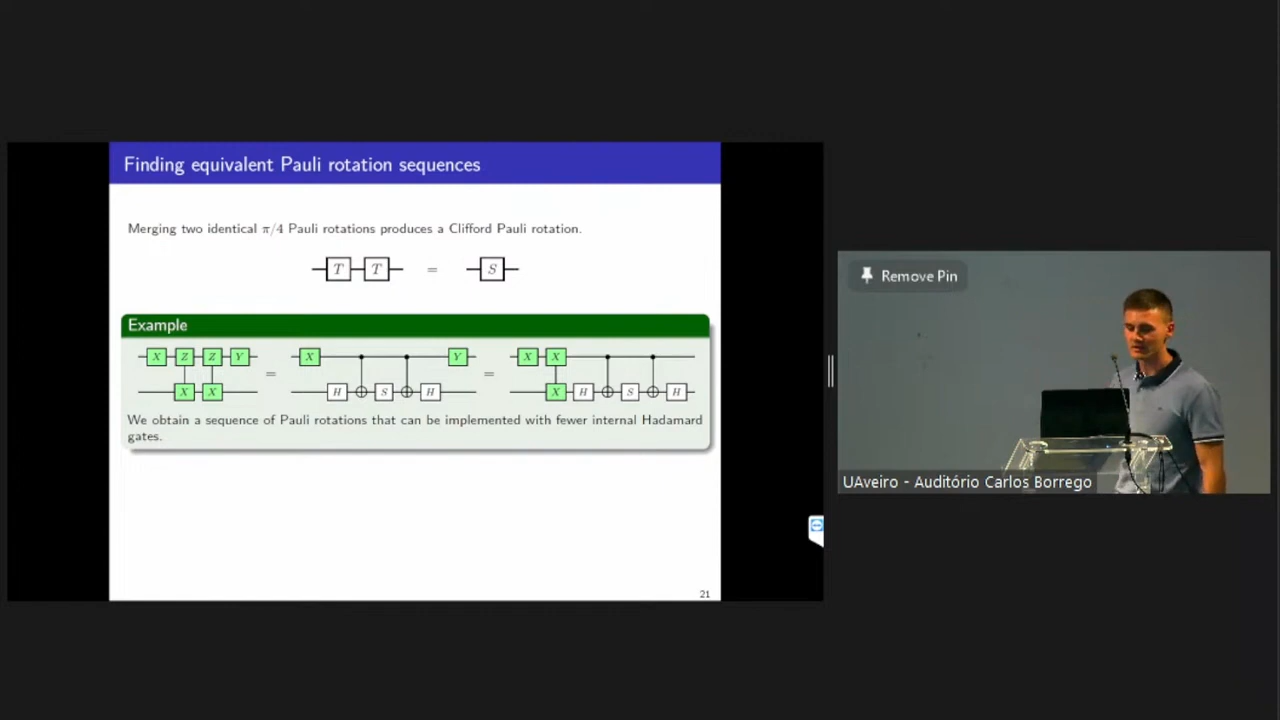 Finding equivalent Pauli rotation sequences
Merging two identical π/4 Pauli rotations produces a Clifford Pauli rotation.
T T = S
Example
X Z Z Y X Y X X
= =
X X H S H X H S H
We obtain a sequence of Pauli rotations that can be implemented with fewer internal Hadamard
gates.
21
Remove Pin
UAveiro - Auditório Carlos Borrego